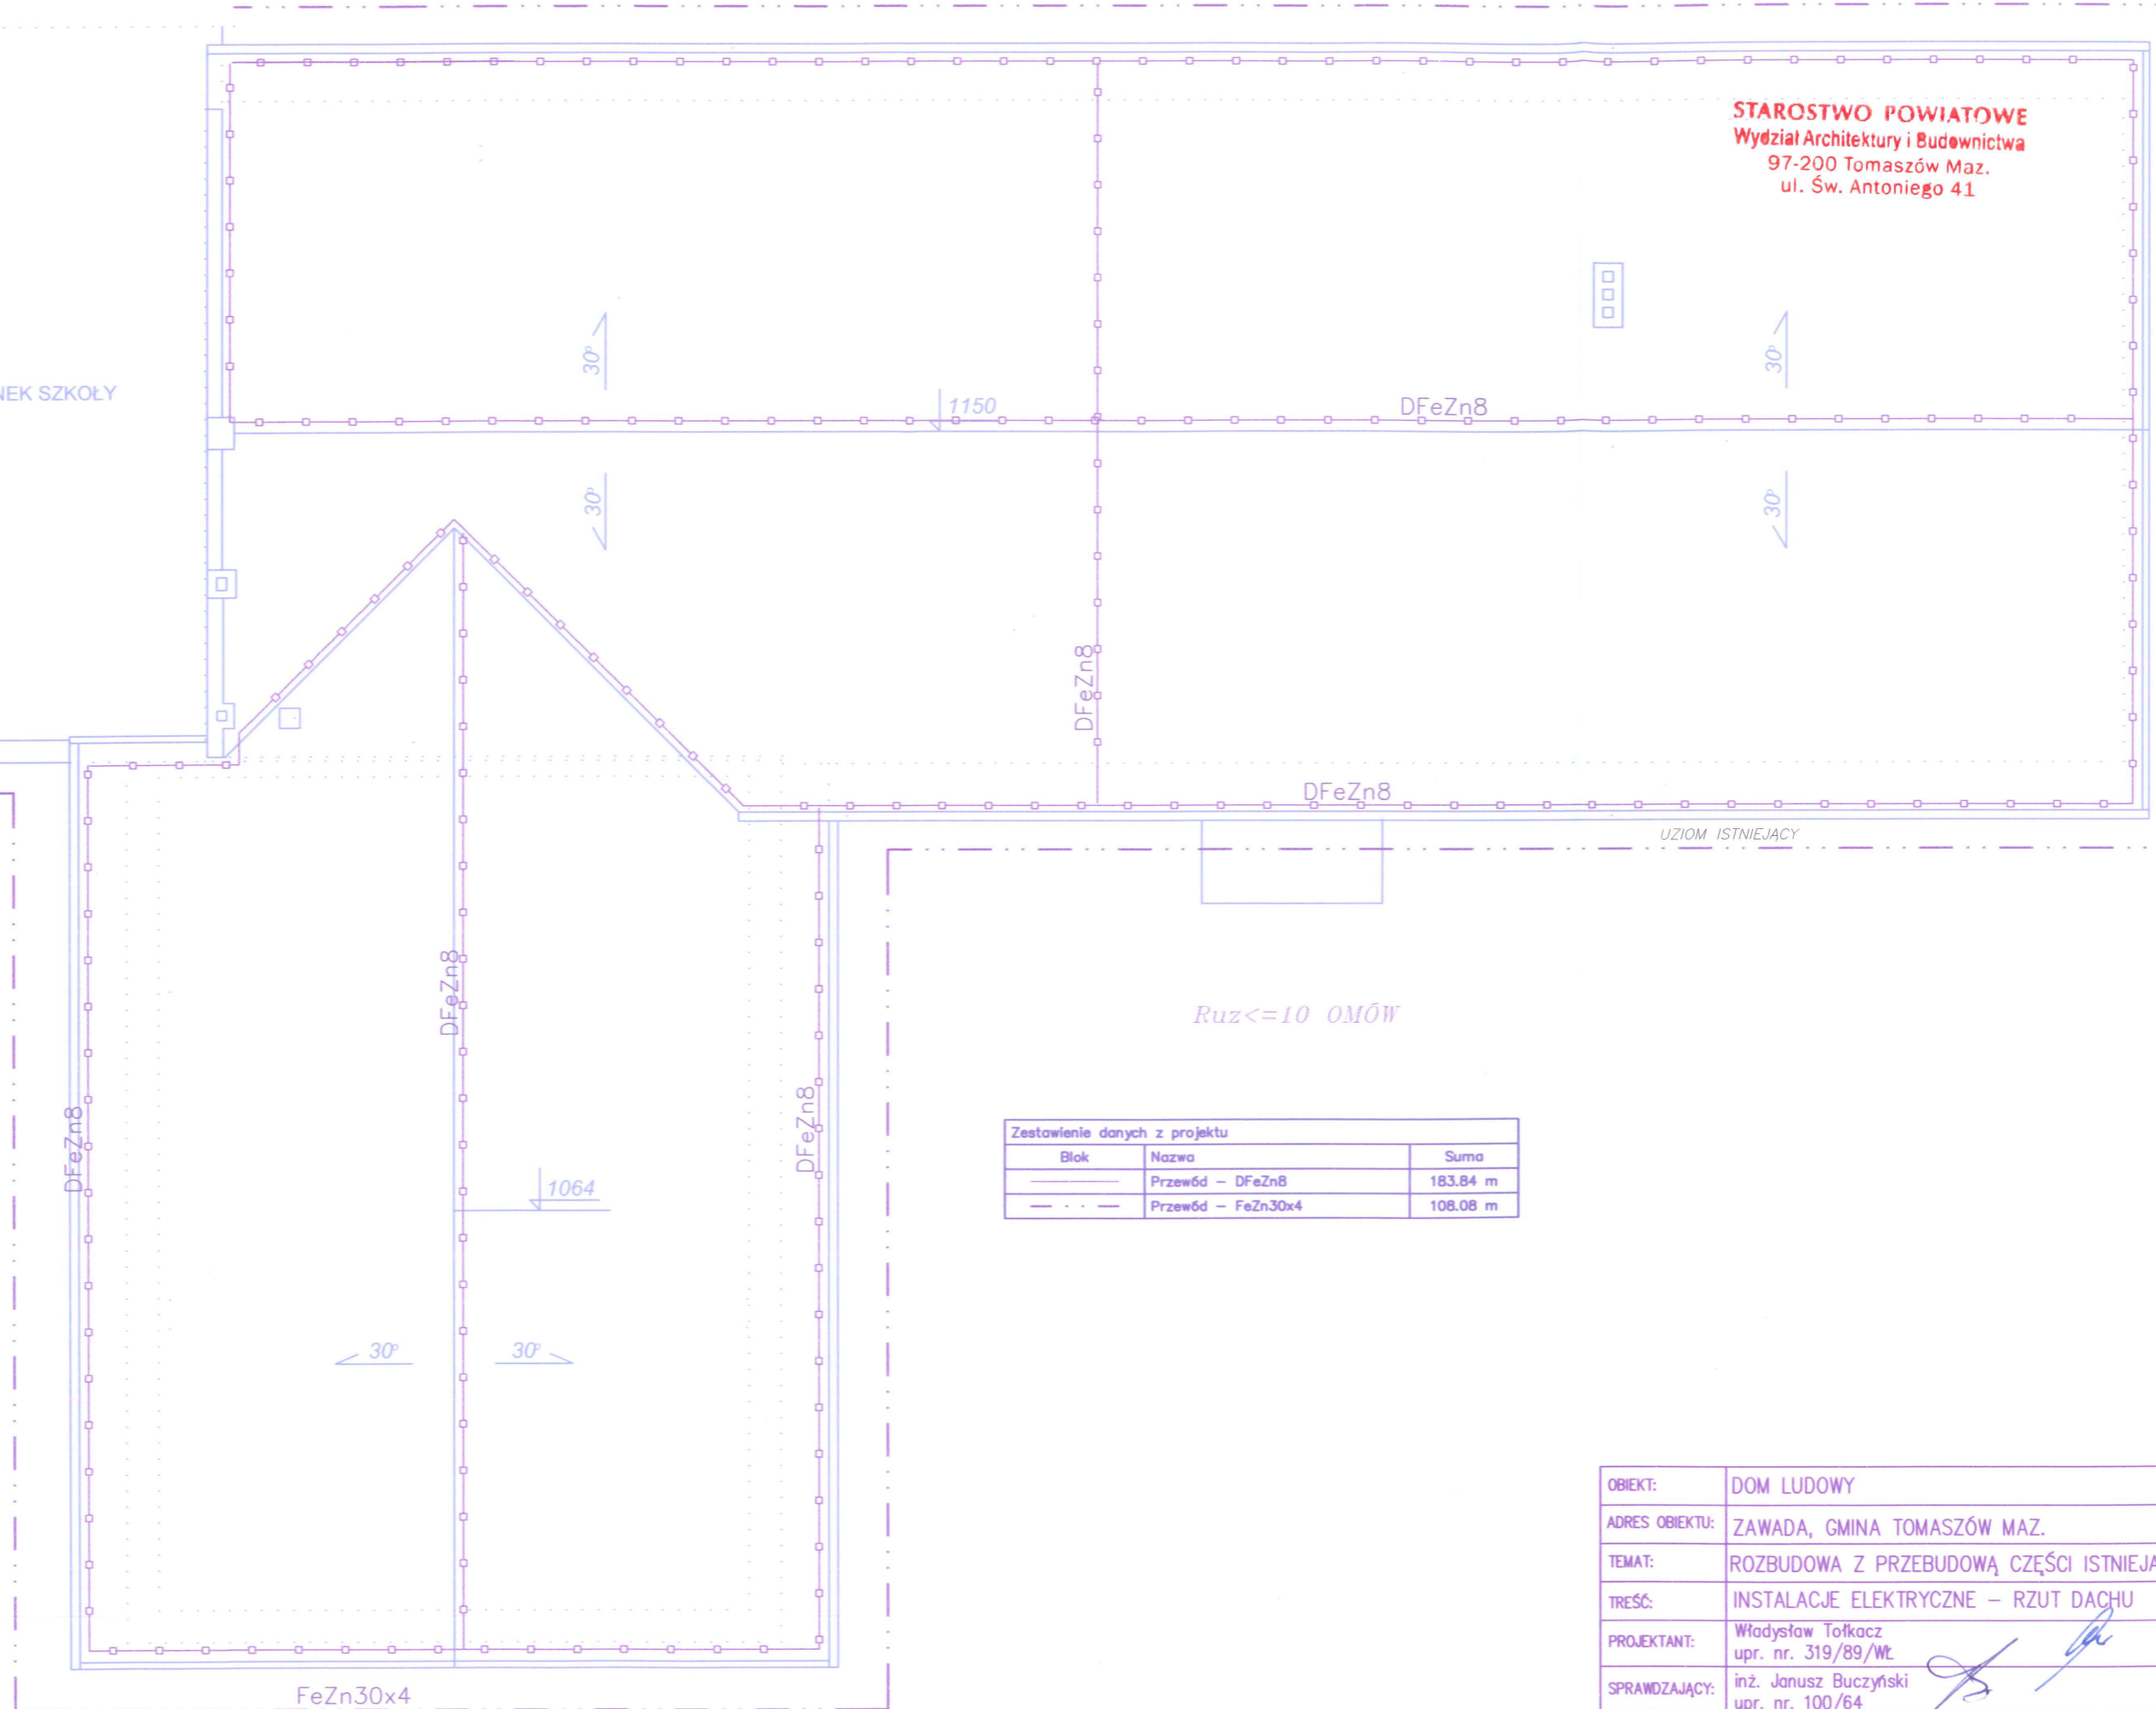 STAROSTWO POWIATOWE
Wydział Architektury i Budownictwa
97-200 Tomaszów Maz.
ul. Św. Antoniego 41
30°
30°
NEK SZKOŁY
1150
DFeZn8
30°
30°
DFeZn8
DFeZn8
UZIOM ISTNIEJĄCY
DFeZn8
Ruz<=10 OMÓW
DFeZn8
DFeZn8
Zestawienie danych z projektu
Blok Nazwa Suma
Przewód – DFeZn8 183.84 m
Przewód – FeZn30x4 108.08 m
1064
30° 30°
FeZn30x4
OBIEKT: DOM LUDOWY
ADRES OBIEKTU: ZAWADA, GMINA TOMASZÓW MAZ.
TEMAT: ROZBUDOWA Z PRZEBUDOWĄ CZĘŚCI ISTNIEJĄ
TREŚĆ: INSTALACJE ELEKTRYCZNE – RZUT DACHU
PROJEKTANT: Władysław Tołkacz
upr. nr. 319/89/WŁ
SPRAWDZAJĄCY: inż. Janusz Buczyński
upr. nr. 100/64